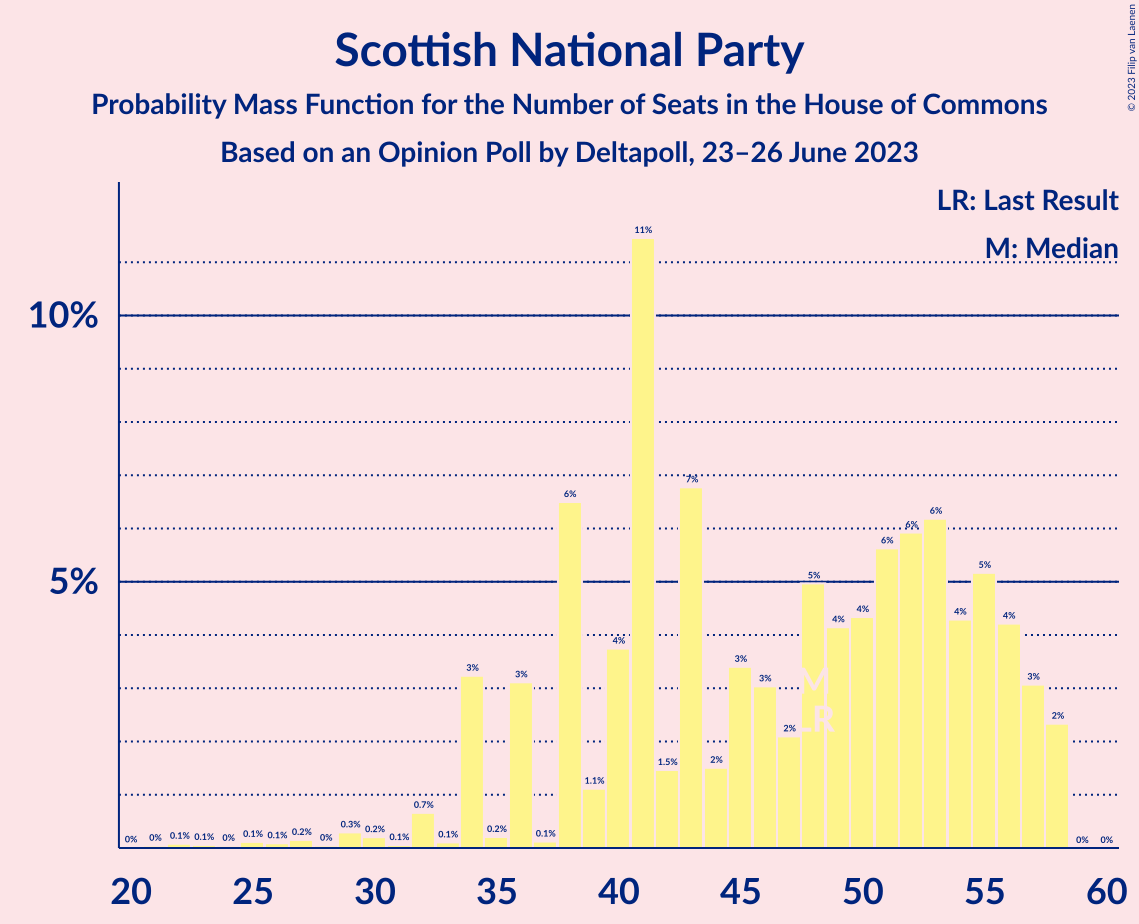 © 2023 Filip van Laenen
Scottish National Party
Probability Mass Function for the Number of Seats in the House of Commons
Based on an Opinion Poll by Deltapoll, 23–26 June 2023
LR: Last Result
M: Median
10%
5%
0% 0% 0.1% 0.1% 0% 0.1% 0.1% 0.2% 0% 0.3% 0.2% 0.1% 0.7% 0.1% 3% 0.2% 3% 0.1% 6% 1.1% 4% 11% 1.5% 7% 2% 3% 3% 2% 5% 4% 4% 6% 6% 6% 4% 5% 4% 3% 2% 0% 0%
M
LR
20 25 30 35 40 45 50 55 60